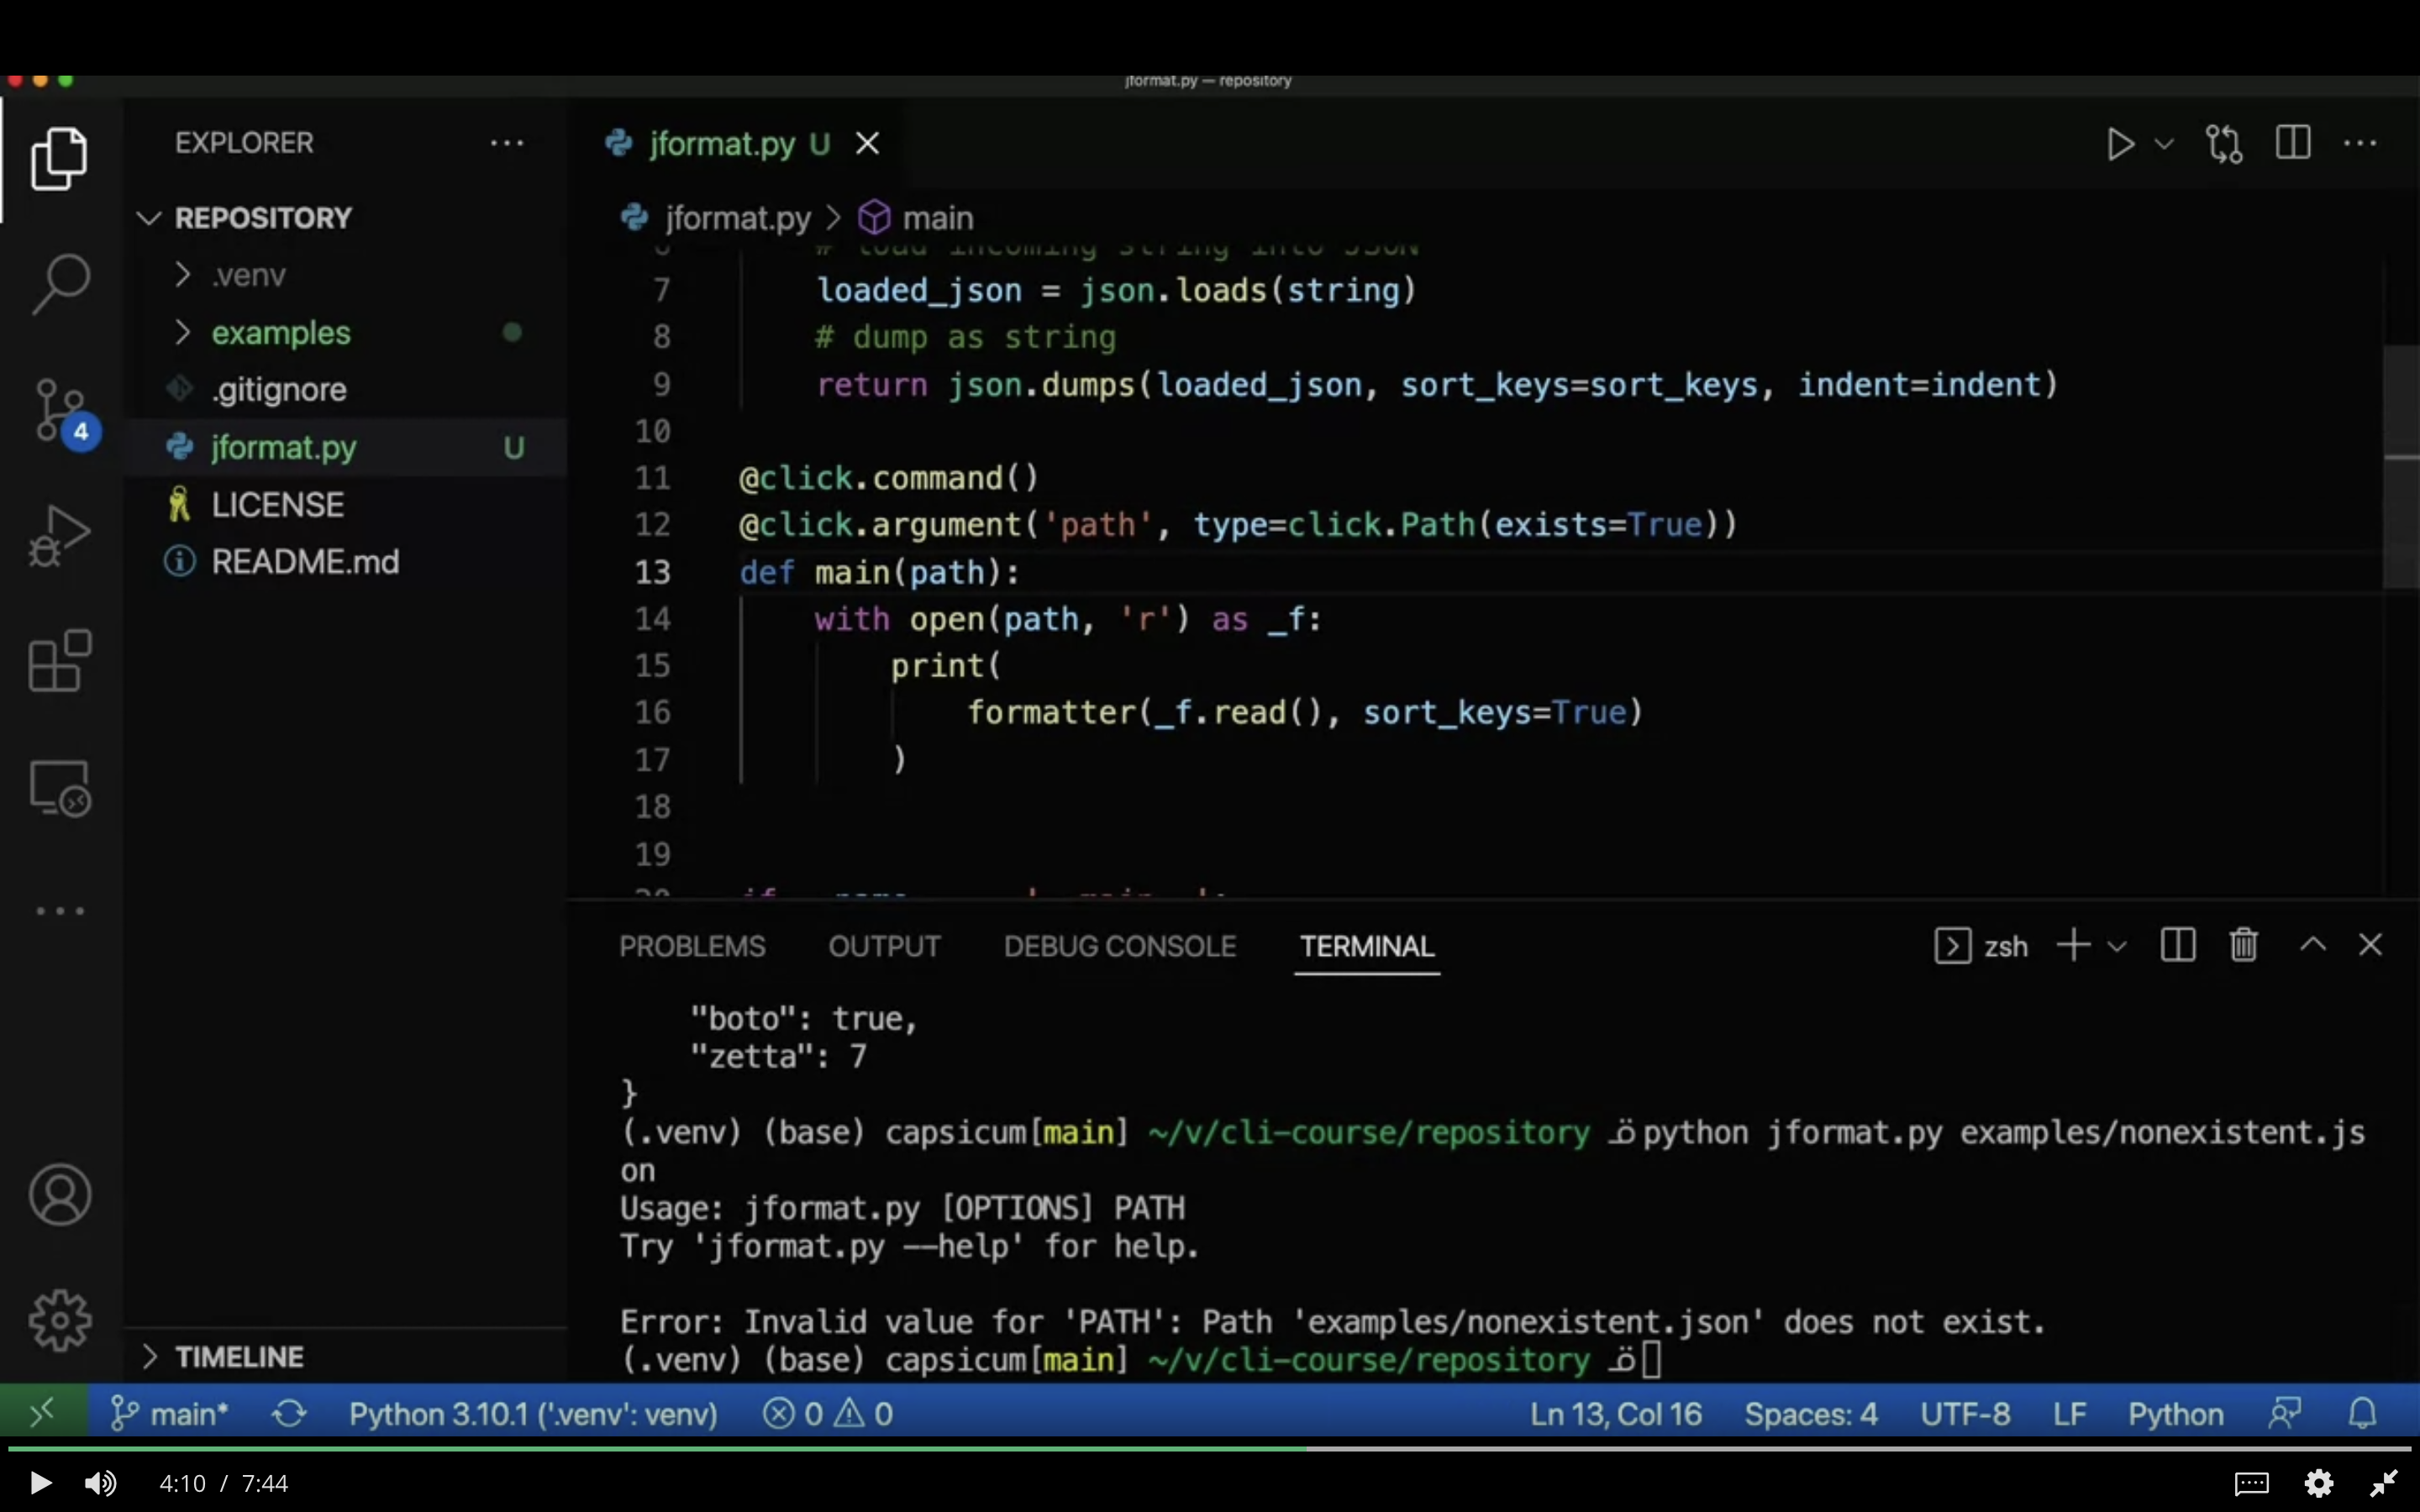 jformat.py — repository
EXPLORER
REPOSITORY
.venv
examples
.gitignore
jformat.py U
LICENSE
README.md
TIMELINE
4
jformat.py U
jformat.py > main
6 # load incoming string into JSON
7 loaded_json = json.loads(string)
8 # dump as string
9 return json.dumps(loaded_json, sort_keys=sort_keys, indent=indent)
10
11 @click.command()
12 @click.argument('path', type=click.Path(exists=True))
13 def main(path):
14 with open(path, 'r') as _f:
15 print(
16 formatter(_f.read(), sort_keys=True)
17 )
18
19
PROBLEMS OUTPUT DEBUG CONSOLE TERMINAL zsh
"boto": true,
"zetta": 7
}
(.venv) (base) capsicum[main] ~/v/cli-course/repository python jformat.py examples/nonexistent.js
on
Usage: jformat.py [OPTIONS] PATH
Try 'jformat.py --help' for help.
Error: Invalid value for 'PATH': Path 'examples/nonexistent.json' does not exist.
(.venv) (base) capsicum[main] ~/v/cli-course/repository
main* Python 3.10.1 ('.venv': venv) 0 0 Ln 13, Col 16 Spaces: 4 UTF-8 LF Python
4:10 / 7:44